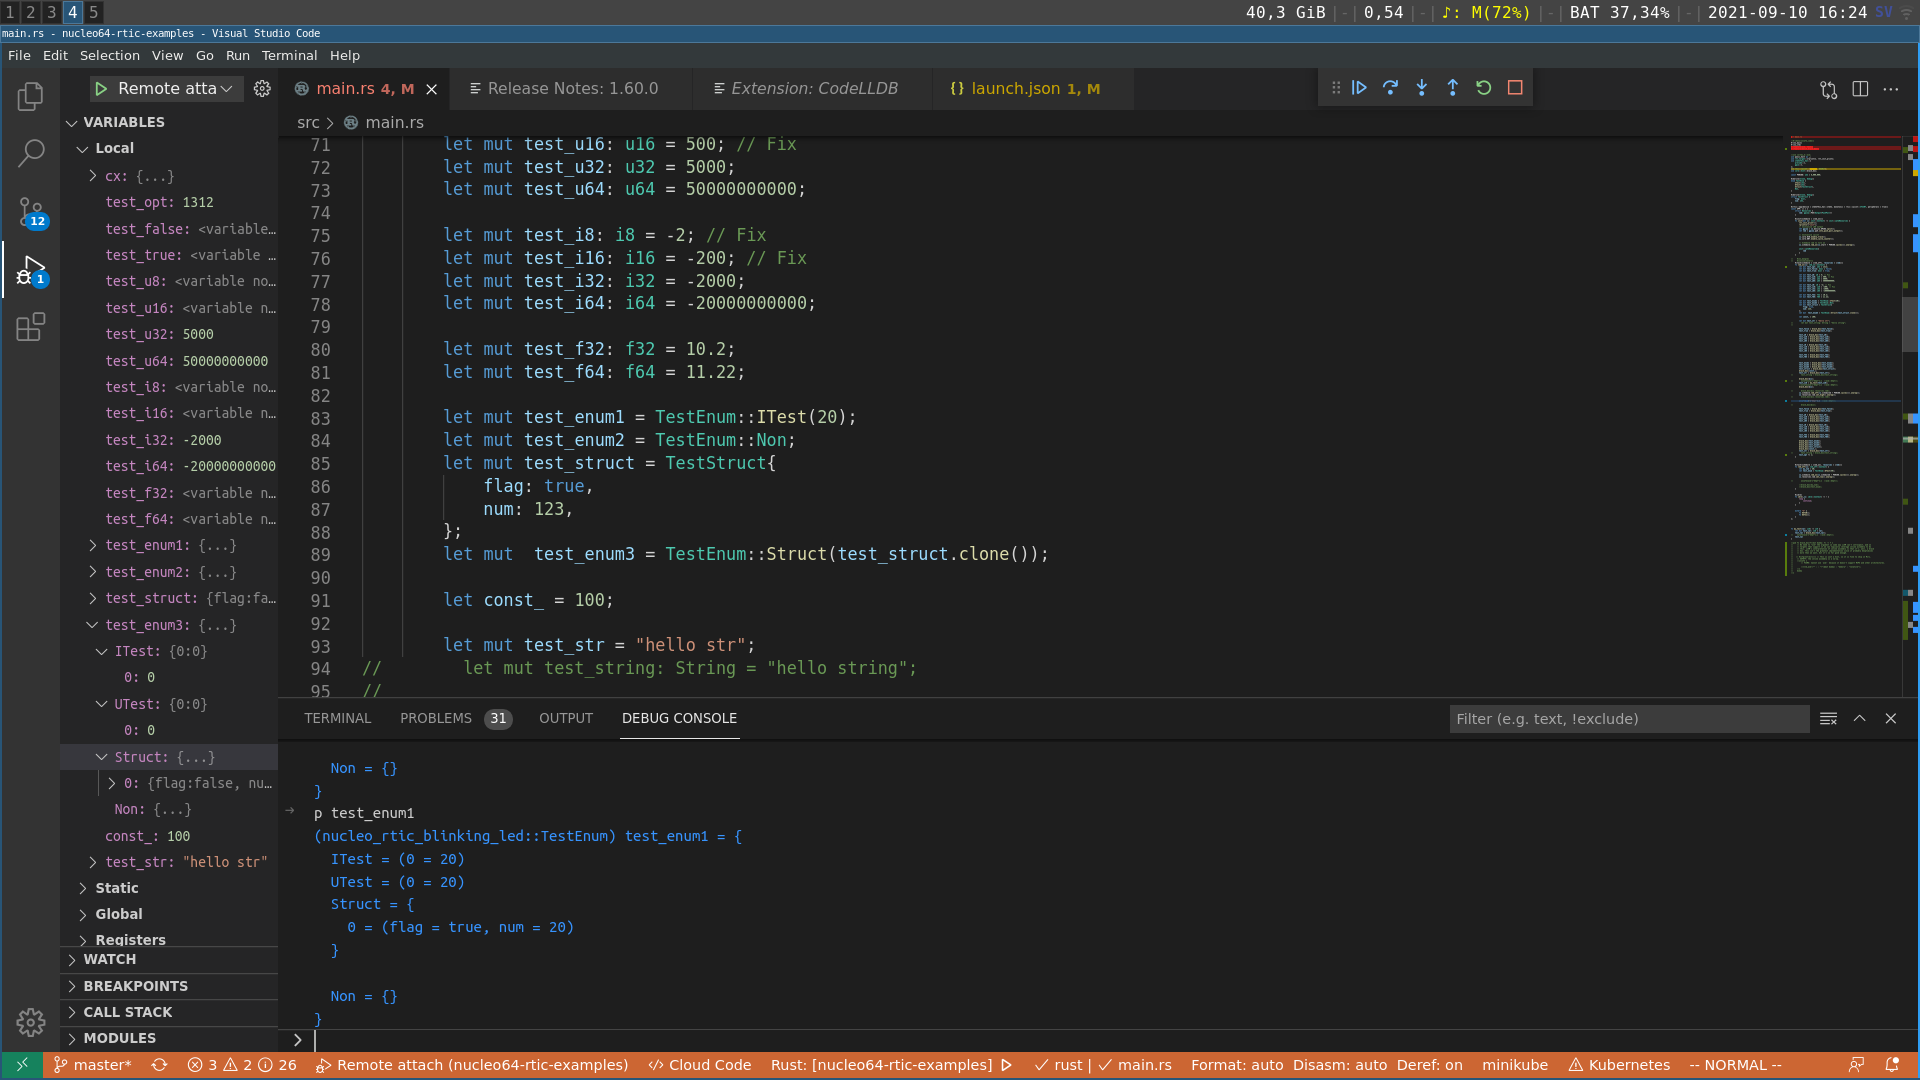 1 2 3 4 5
40,3 GiB |-| 0,54 |-| ♪: M(72%) |-| BAT 37,34% |-| 2021-09-10 16:24 SV
main.rs - nucleo64-rtic-examples - Visual Studio Code
File Edit Selection View Go Run Terminal Help
Remote atta
main.rs 4, M
Release Notes: 1.60.0
Extension: CodeLLDB
{} launch.json 1, M
VARIABLES
src > main.rs
Local
cx: {...}
test_opt: 1312
test_false: <variable…
test_true: <variable …
test_u8: <variable no…
test_u16: <variable n…
test_u32: 5000
test_u64: 50000000000
test_i8: <variable no…
test_i16: <variable n…
test_i32: -2000
test_i64: -20000000000
test_f32: <variable n…
test_f64: <variable n…
test_enum1: {...}
test_enum2: {...}
test_struct: {flag:fa…
test_enum3: {...}
ITest: {0:0}
0: 0
UTest: {0:0}
0: 0
Struct: {...}
0: {flag:false, nu…
Non: {...}
const_: 100
test_str: "hello str"
Static
Global
Registers
WATCH
BREAKPOINTS
CALL STACK
MODULES
12
1
71 let mut test_u16: u16 = 500; // Fix
72 let mut test_u32: u32 = 5000;
73 let mut test_u64: u64 = 50000000000;
74
75 let mut test_i8: i8 = -2; // Fix
76 let mut test_i16: i16 = -200; // Fix
77 let mut test_i32: i32 = -2000;
78 let mut test_i64: i64 = -20000000000;
79
80 let mut test_f32: f32 = 10.2;
81 let mut test_f64: f64 = 11.22;
82
83 let mut test_enum1 = TestEnum::ITest(20);
84 let mut test_enum2 = TestEnum::Non;
85 let mut test_struct = TestStruct{
86 flag: true,
87 num: 123,
88 };
89 let mut  test_enum3 = TestEnum::Struct(test_struct.clone());
90
91 let const_ = 100;
92
93 let mut test_str = "hello str";
94 //        let mut test_string: String = "hello string";
95 //
TERMINAL PROBLEMS 31 OUTPUT DEBUG CONSOLE
Filter (e.g. text, !exclude)
Non = {}
}
→ p test_enum1
(nucleo_rtic_blinking_led::TestEnum) test_enum1 = {
ITest = (0 = 20)
UTest = (0 = 20)
Struct = {
0 = (flag = true, num = 20)
}
Non = {}
}
>
master* 3 2 26 Remote attach (nucleo64-rtic-examples) Cloud Code Rust: [nucleo64-rtic-examples] ✓ rust | ✓ main.rs Format: auto Disasm: auto Deref: on minikube Kubernetes -- NORMAL --